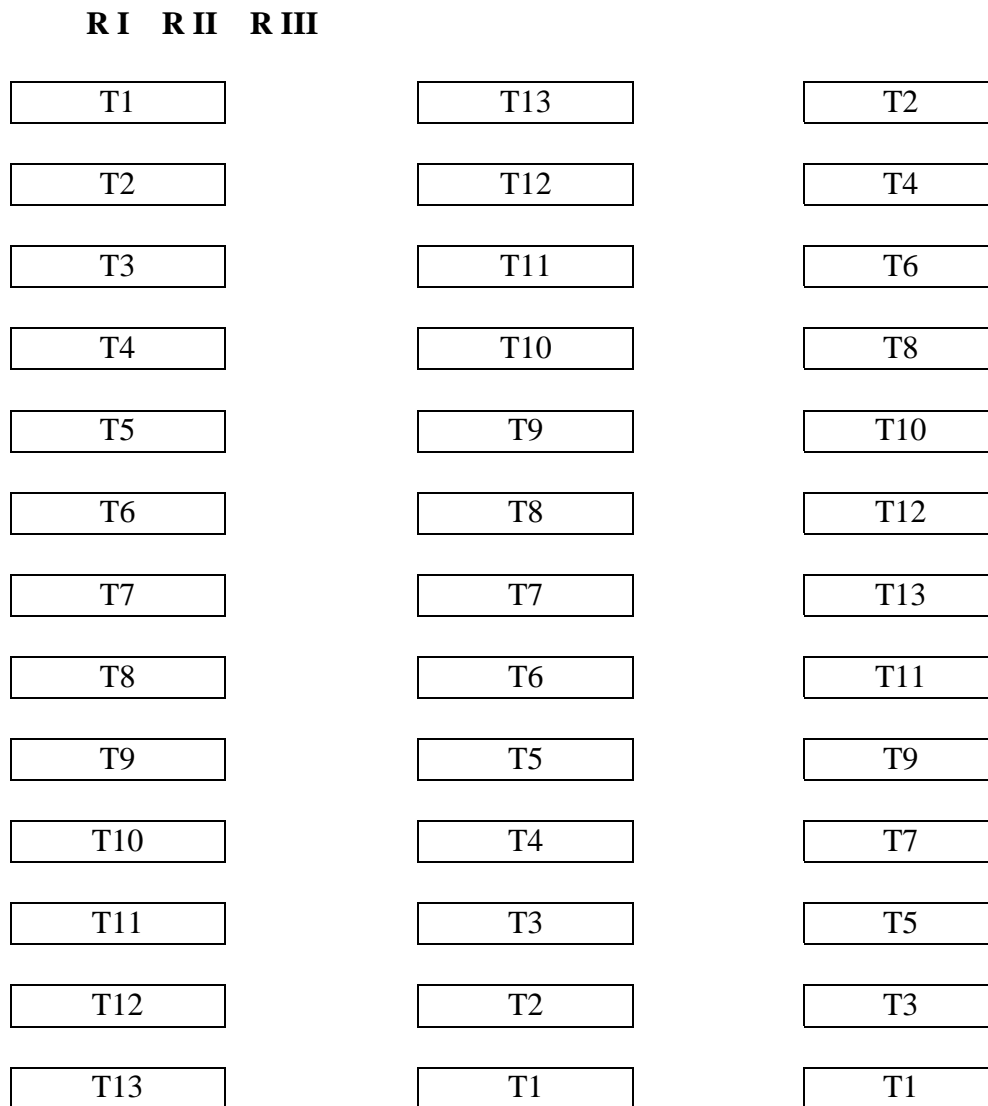 R I R II R III
T1 T13 T2
T2 T12 T4
T3 T11 T6
T4 T10 T8
T5 T9 T10
T6 T8 T12
T7 T7 T13
T8 T6 T11
T9 T5 T9
T10 T4 T7
T11 T3 T5
T12 T2 T3
T13 T1 T1